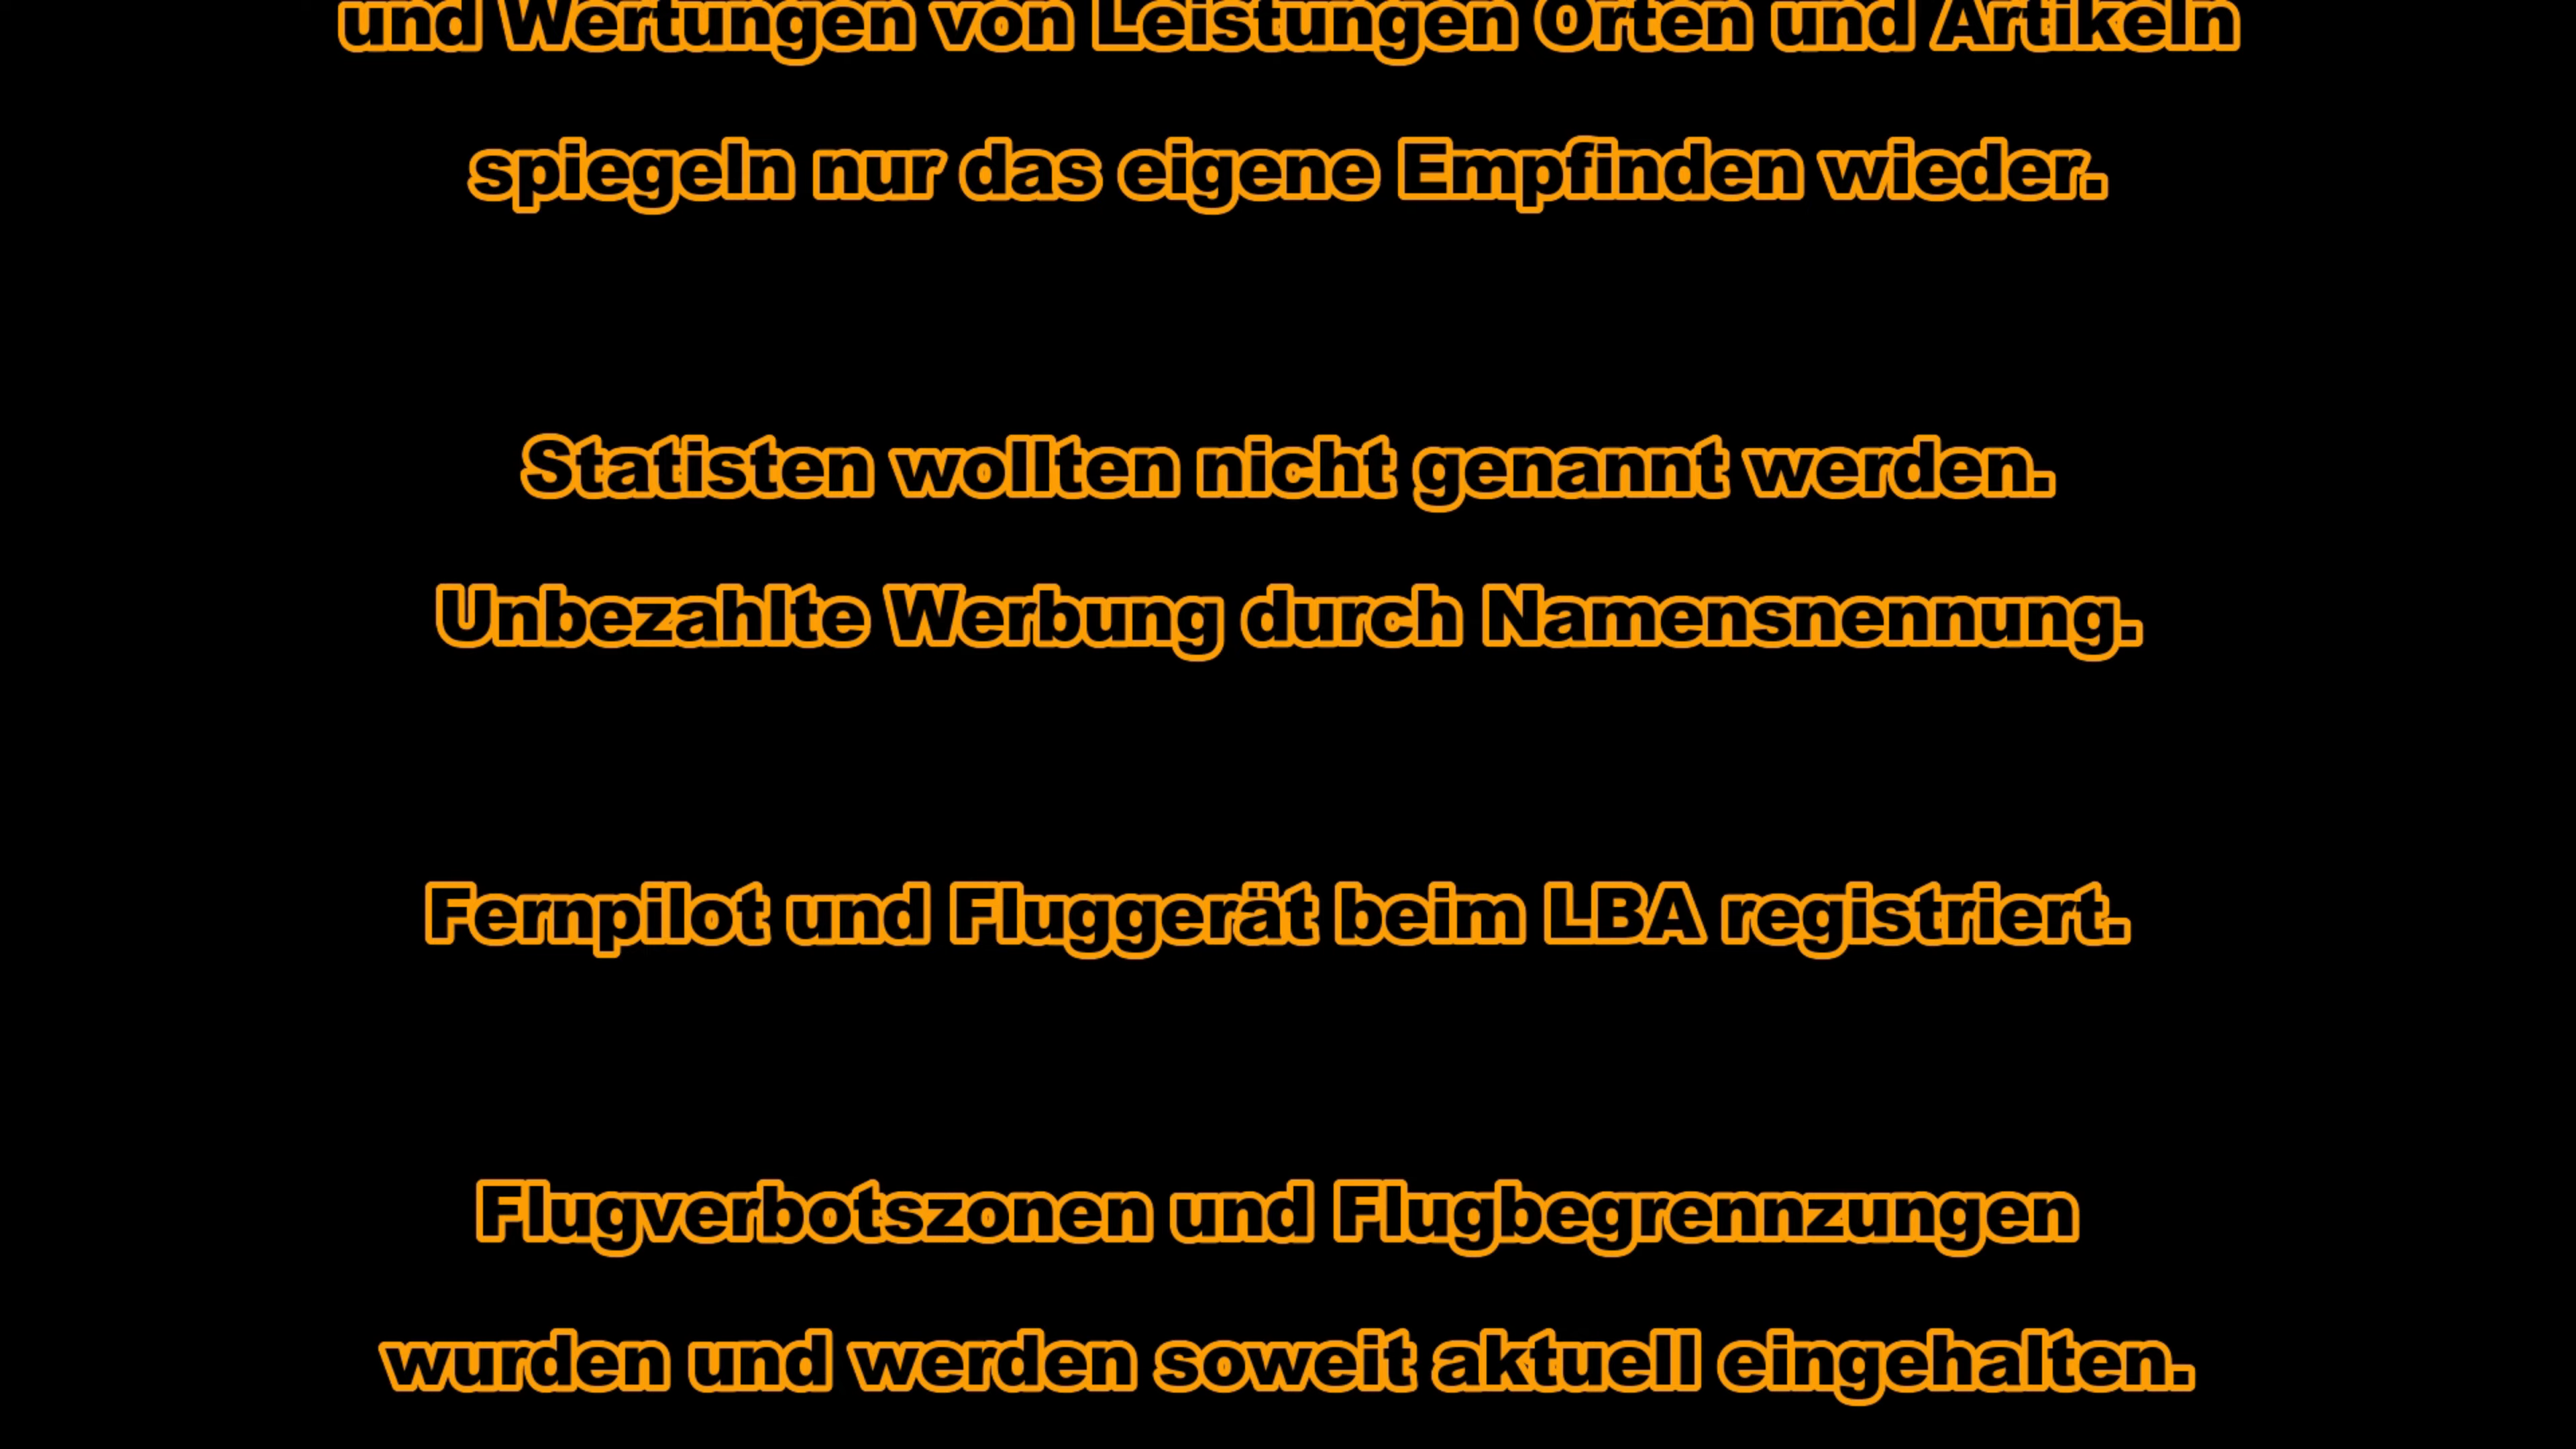 und Wertungen von Leistungen Orten und Artikeln
spiegeln nur das eigene Empfinden wieder.
Statisten wollten nicht genannt werden.
Unbezahlte Werbung durch Namensnennung.
Fernpilot und Fluggerät beim LBA registriert.
Flugverbotszonen und Flugbegrennzungen
wurden und werden soweit aktuell eingehalten.